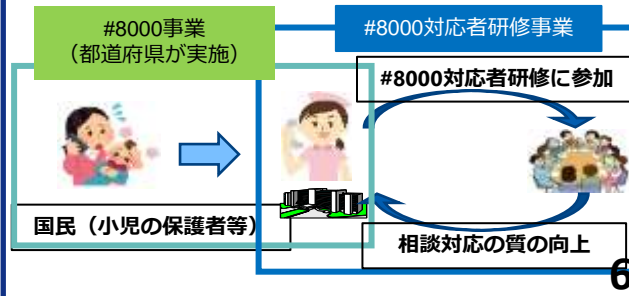 #8000事業
（都道府県が実施）
#8000対応者研修事業
#8000対応者研修に参加
国民（小児の保護者等）
相談対応の質の向上
6